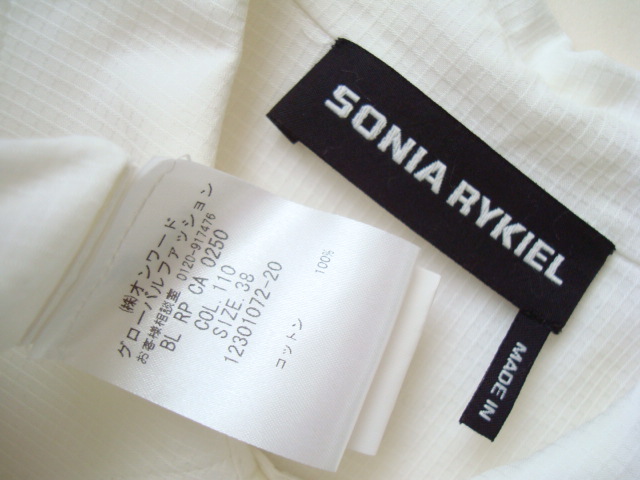 SONIA RYKIEL
MADE IN
㈱オンワード
グローバルファッション
お客様相談室 0120-917476
BL RP CA 0250
COL. 110
SIZE. 38
12301072-20
コットン 100%